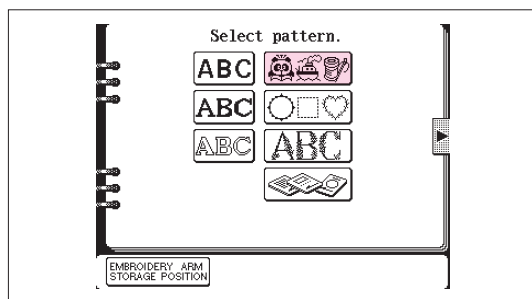 Select pattern.
ABC
ABC
ABC
ABC
EMBROIDERY ARM
STORAGE POSITION